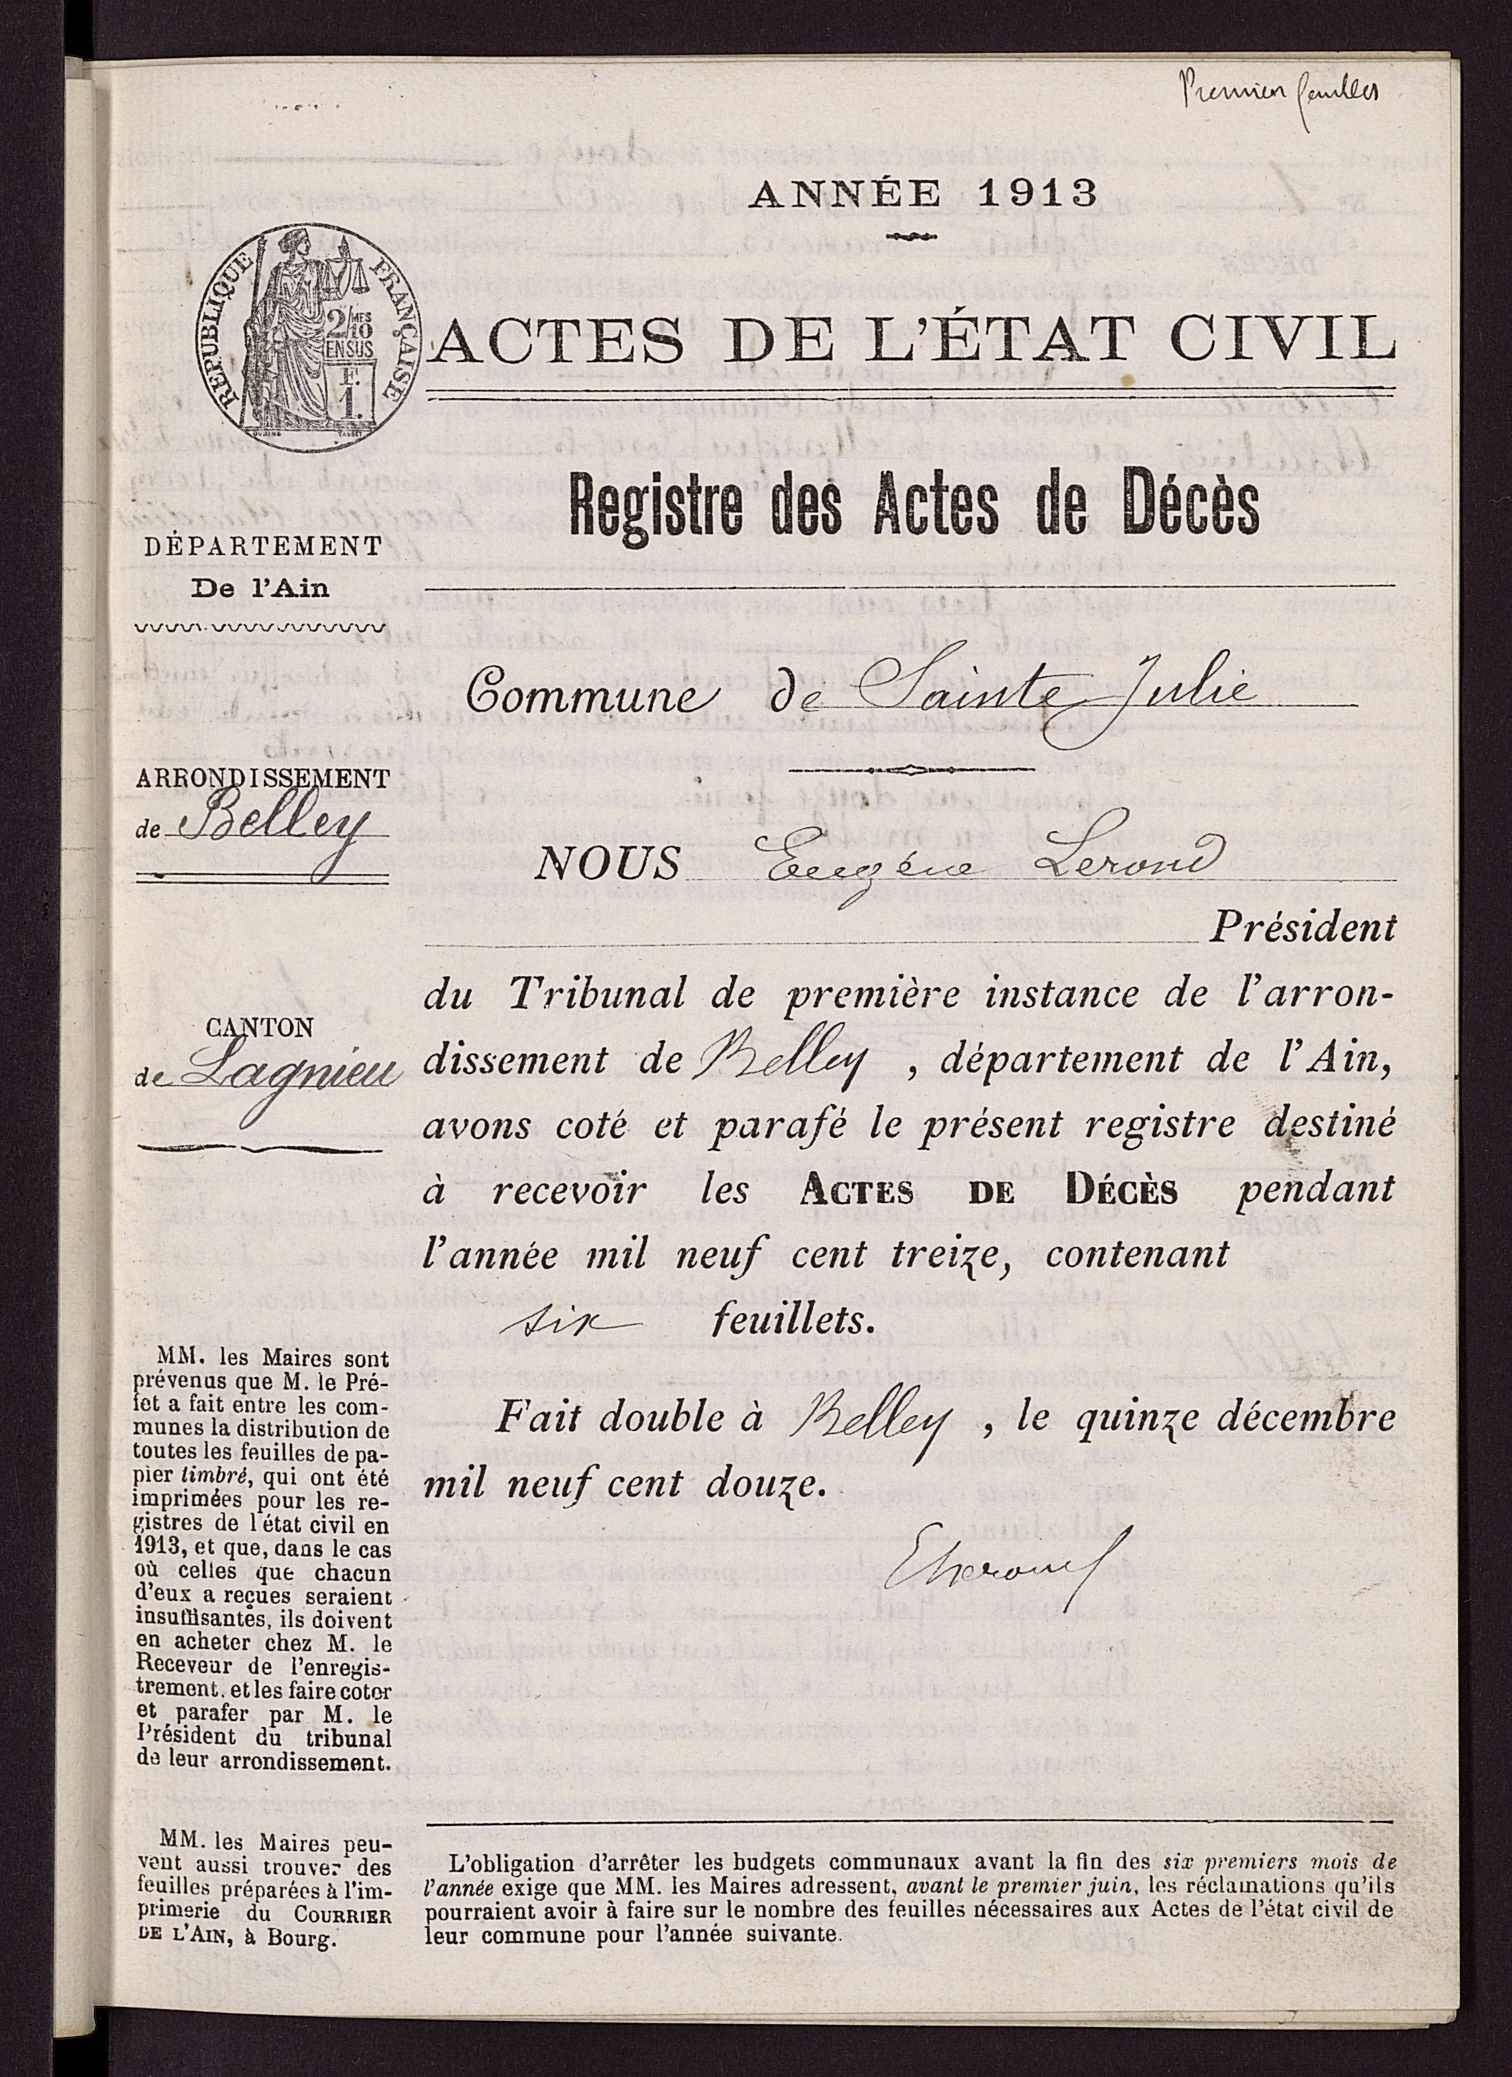 Premier feuillet
ANNÉE 1913
RÉPUBLIQUE FRANÇAISE
2/MES
10
EN SUS
F.
1.
ACTES DE L'ÉTAT CIVIL
Registre des Actes de Décès
DÉPARTEMENT
De l'Ain
Commune de Sainte Julie
ARRONDISSEMENT
de Belley
NOUS Eugène Lerond
Président
du Tribunal de première instance de l'arron-
CANTON
de Lagnieu
dissement de Belley , département de l'Ain,
avons coté et parafé le présent registre destiné
à recevoir les ACTES DE DÉCÈS pendant
l'année mil neuf cent treize, contenant
six feuillets.
Fait double à Belley , le quinze décembre
mil neuf cent douze.
MM. les Maires sont
prévenus que M. le Pré-
fet a fait entre les com-
munes la distribution de
toutes les feuilles de pa-
pier timbré, qui ont été
imprimées pour les re-
gistres de l'état civil en
1913, et que, dans le cas
où celles que chacun
d'eux a reçues seraient
insuffisantes, ils doivent
en acheter chez M. le
Receveur de l'enregis-
trement, et les faire coter
et parafer par M. le
Président du tribunal
de leur arrondissement.
MM. les Maires peu-
vent aussi trouver des
feuilles préparées à l'im-
primerie du COURRIER
DE L'AIN, à Bourg.
L'obligation d'arrêter les budgets communaux avant la fin des six premiers mois de
l'année exige que MM. les Maires adressent, avant le premier juin, les réclamations qu'ils
pourraient avoir à faire sur le nombre des feuilles nécessaires aux Actes de l'état civil de
leur commune pour l'année suivante.